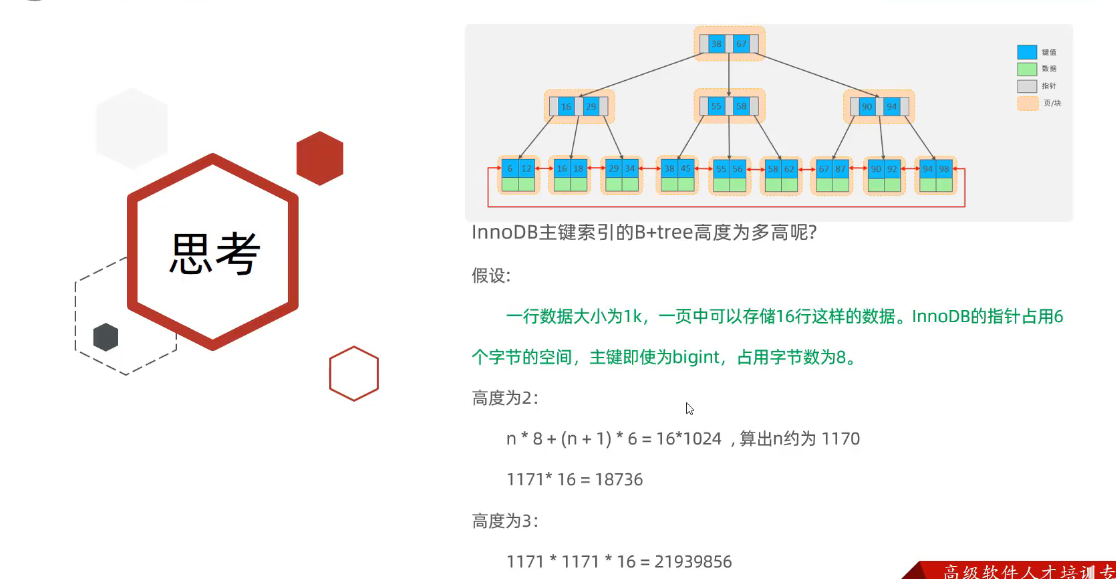 38 67
键值
数据
指针
页/块
16 29
55 58
90 94
6 12 16 18 29 34 38 45 55 56 58 62 67 87 90 92 94 98
思考
InnoDB主键索引的B+tree高度为多高呢?
假设:
一行数据大小为1k，一页中可以存储16行这样的数据。InnoDB的指针占用6
个字节的空间，主键即使为bigint，占用字节数为8。
高度为2：
n * 8 + (n + 1) * 6 = 16*1024 , 算出n约为 1170
1171* 16 = 18736
高度为3：
1171 * 1171 * 16 = 21939856
高级软件人才培训专